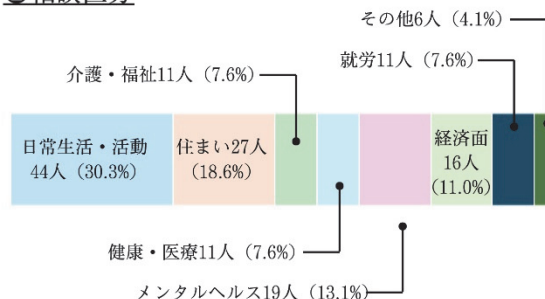 その他6人（4.1%）
就労11人（7.6%）
介護・福祉11人（7.6%）
日常生活・活動
44人（30.3%）
住まい27人
（18.6%）
経済面
16人
（11.0%）
健康・医療11人（7.6%）
メンタルヘルス19人（13.1%）